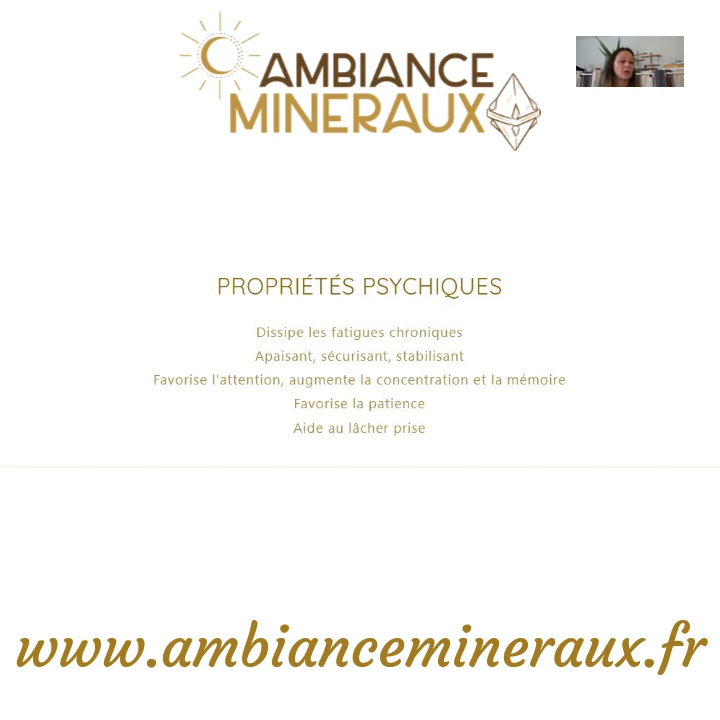 AMBIANCE
MINERAUX
PROPRIÉTÉS PSYCHIQUES
Dissipe les fatigues chroniques
Apaisant, sécurisant, stabilisant
Favorise l'attention, augmente la concentration et la mémoire
Favorise la patience
Aide au lâcher prise
www.ambiancemineraux.fr